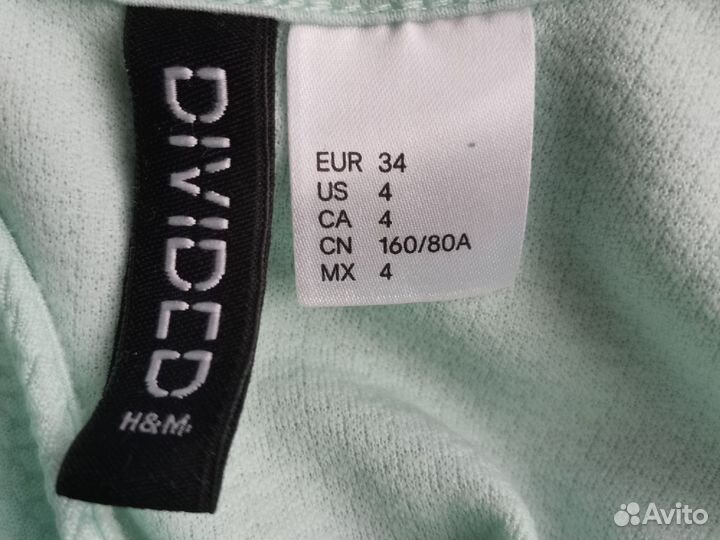 DIVIDED
H&M
EUR 34
US 4
CA 4
CN 160/80A
MX 4
Avito